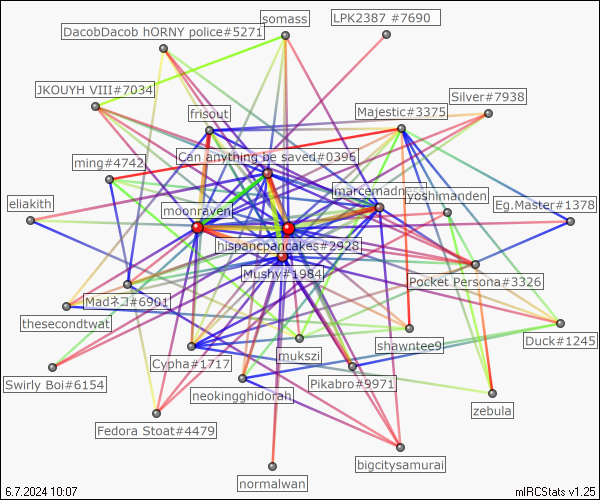 somass
LPK2387 #7690
DacobDacob hORNY police#5271
JKOUYH VIII#7034
Silver#7938
frisout
Majestic#3375
Can anything be saved#0396
ming#4742
marcemadness
yoshimanden
eliakith
moonraven
Eg.Master#1378
hispancpancakes#2928
Mushy#1984
Pocket Persona#3326
Madネコ#6901
thesecondtwat
shawntee9
Duck#1245
Cypha#1717
mukszi
Swirly Boi#6154
Pikabro#9971
neokingghidorah
zebula
Fedora Stoat#4479
bigcitysamurai
normalwan
6.7.2024 10:07
mIRCStats v1.25